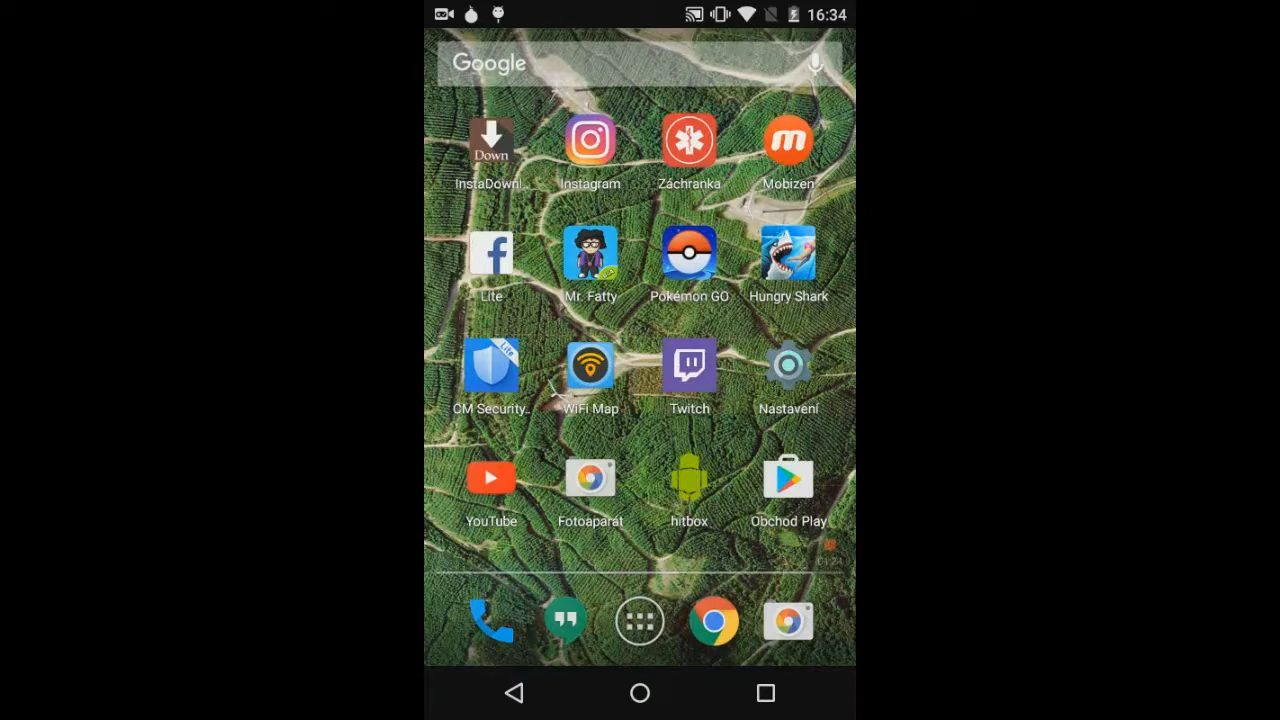 16:34
Google
Down
InstaDownl..
Instagram
Záchranka
Mobizen
Lite
Mr. Fatty
Pokémon GO
Hungry Shark
Lite
CM Security..
WiFi Map
Twitch
Nastavení
YouTube
Fotoaparát
hitbox
Obchod Play